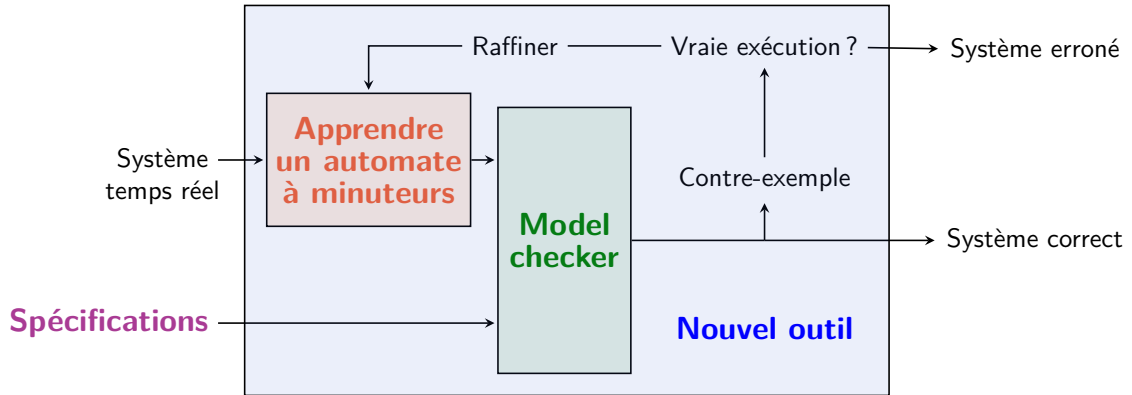 Raffiner
Vraie exécution ?
Système erroné
Apprendre
un automate
à minuteurs
Système
temps réel
Contre-exemple
Model
checker
Système correct
Spécifications
Nouvel outil